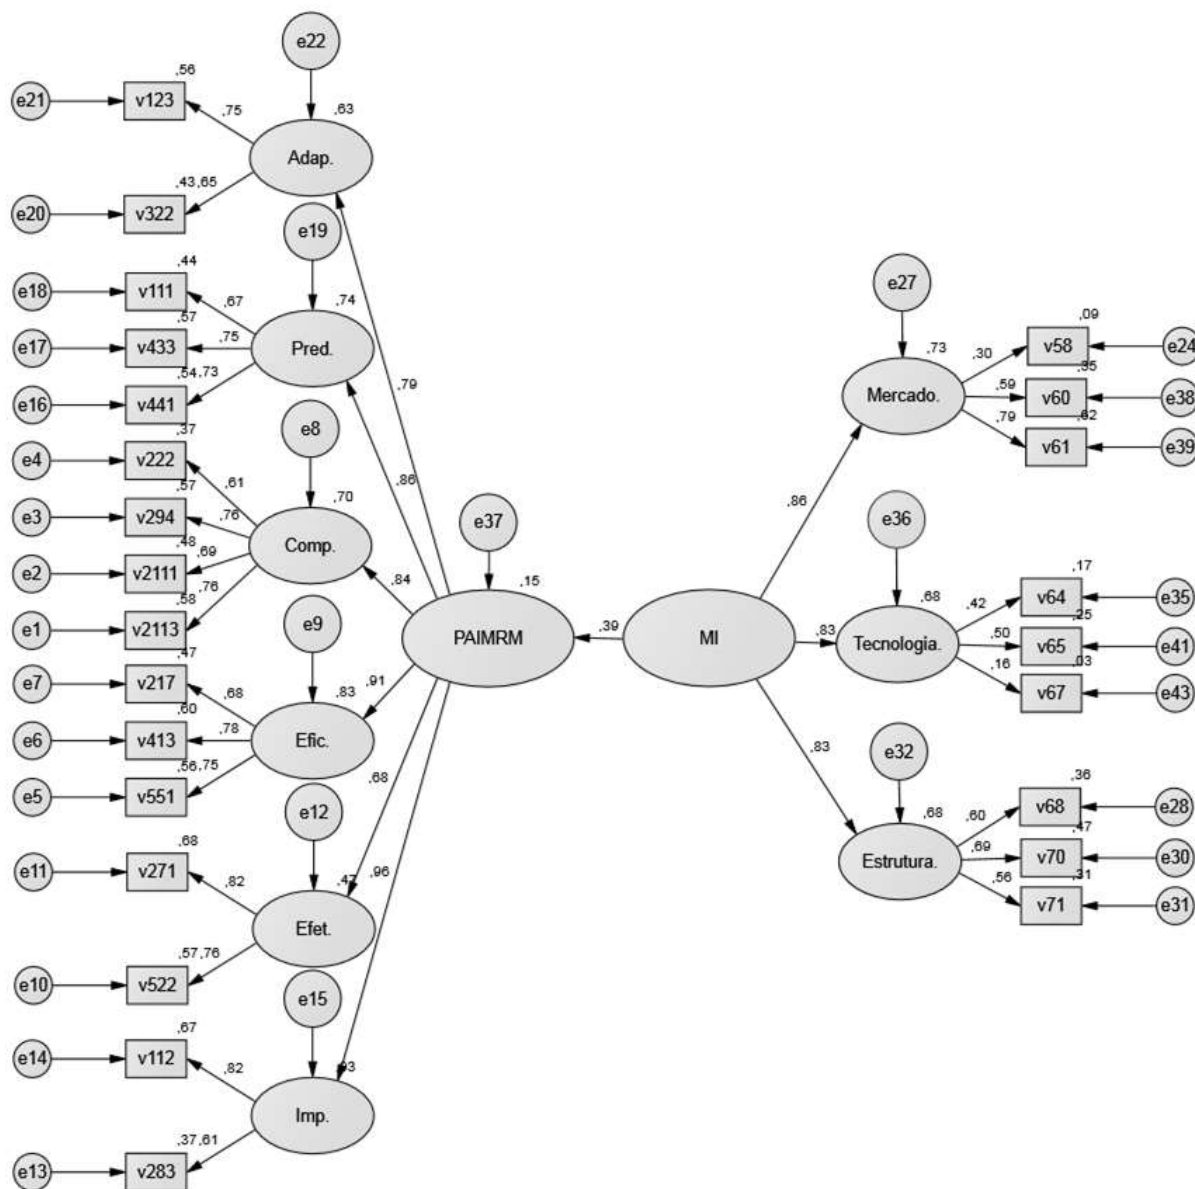 e22
,56
e21
v123
,75
,63
Adap.
,43
,65
e20
v322
e19
,44
e18
v111
,67
,74
,57
e17
v433
,75
Pred.
,54
,73
e16
v441
,79
,37
e8
e4
v222
,61
,86
,57
,70
e3
v294
,76
Comp.
,48
,69
e2
v2111
,84
,76
,58
e1
v2113
e37
,15
PAIMRM
,39
MI
e9
,47
e7
v217
,68
,83
,91
,60
e6
v413
,78
Efic.
,56
,75
e5
v551
,68
e12
,68
e11
v271
,82
,47
,96
Efet.
,57
,76
e10
v522
e15
,67
e14
v112
,82
,93
Imp.
,37
,61
e13
v283
e27
,09
,73
,30
v58
e24
,35
Mercado.
,59
v60
e38
,62
,79
v61
e39
,86
e36
,17
,68
,42
v64
e35
,25
,83
Tecnologia.
,50
v65
e41
,03
,16
v67
e43
,83
e32
,36
,68
,60
v68
e28
,47
Estrutura.
,69
v70
e30
,31
,56
v71
e31